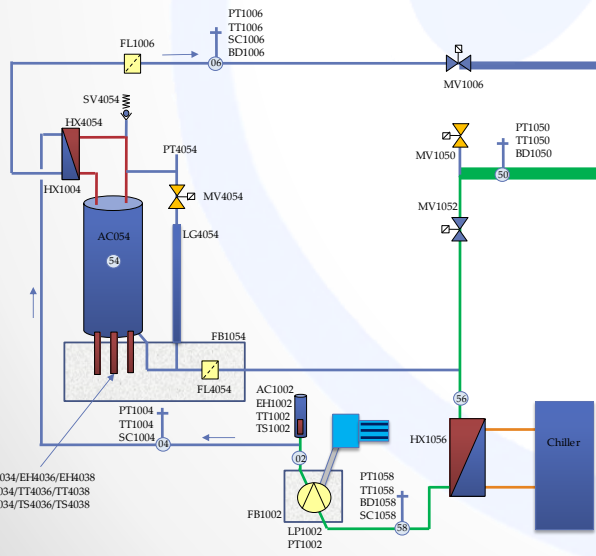 PT1006
TT1006
SC1006
BD1006
FL1006
06
MV1006
SV4054
HX4054
PT4054
PT1050
TT1050
BD1050
MV1050
50
HX1004
MV4054
MV1052
LG4054
AC054
54
FB1054
FL4054
56
AC1002
EH1002
TT1002
TS1002
PT1004
TT1004
SC1004
04
02
HX1056
Chiller
034/EH4036/EH4038
034/TT4036/TT4038
034/TS4036/TS4038
PT1058
TT1058
BD1058
SC1058
58
FB1002
LP1002
PT1002